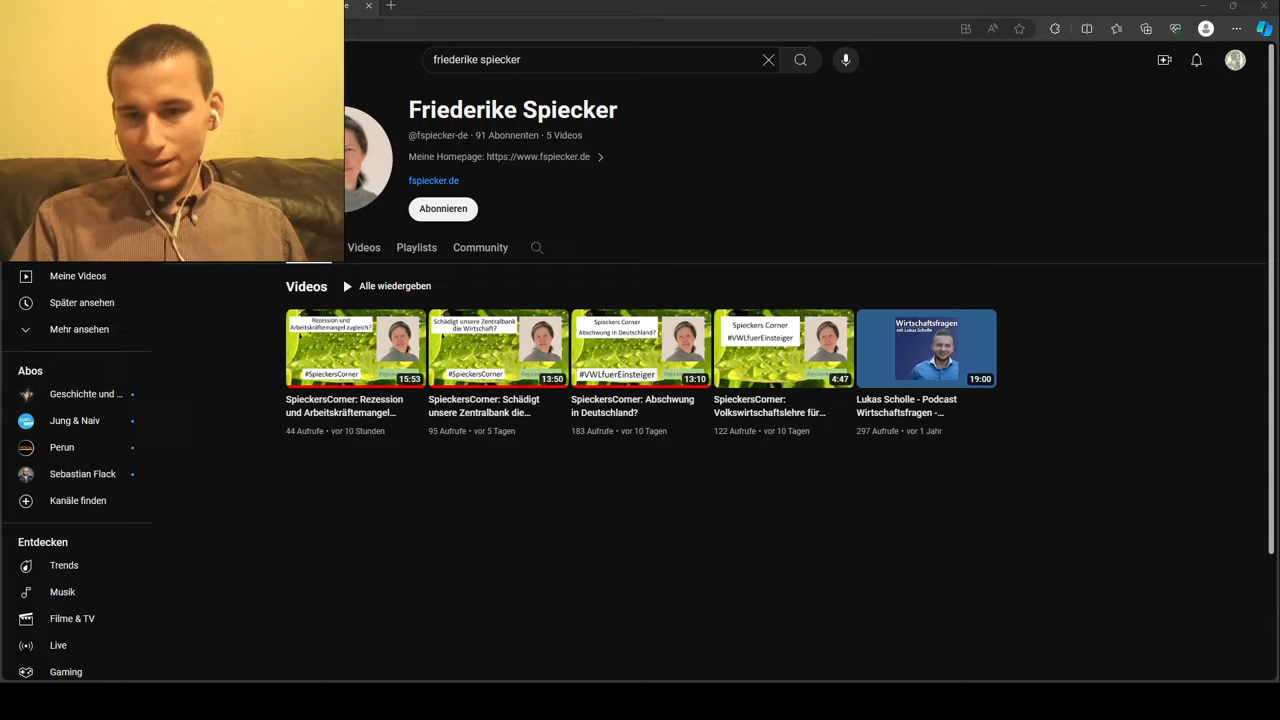 e
friederike spiecker
Friederike Spiecker
@fspiecker-de · 91 Abonnenten · 5 Videos
Meine Homepage: https://www.fspiecker.de
fspiecker.de
Abonnieren
Videos Playlists Community
Meine Videos
Später ansehen
Mehr ansehen
Abos
Geschichte und ...
Jung & Naiv
Perun
Sebastian Flack
Kanäle finden
Entdecken
Trends
Musik
Filme & TV
Live
Gaming
Videos
Alle wiedergeben
Rezession und
Arbeitskräftemangel zugleich?
#SpieckersCorner
15:53
SpieckersCorner: Rezession
und Arbeitskräftemangel...
44 Aufrufe · vor 10 Stunden
Schädigt unsere Zentralbank
die Wirtschaft?
#SpieckersCorner
13:50
SpieckersCorner: Schädigt
unsere Zentralbank die...
95 Aufrufe · vor 5 Tagen
Spieckers Corner
Abschwung in Deutschland?
#VWLfuerEinsteiger
13:10
SpieckersCorner: Abschwung
in Deutschland?
183 Aufrufe · vor 10 Tagen
Spieckers Corner
#VWLfuerEinsteiger
4:47
SpieckersCorner:
Volkswirtschaftslehre für...
122 Aufrufe · vor 10 Tagen
Wirtschaftsfragen
mit Lukas Scholle
19:00
Lukas Scholle - Podcast
Wirtschaftsfragen -...
297 Aufrufe · vor 1 Jahr